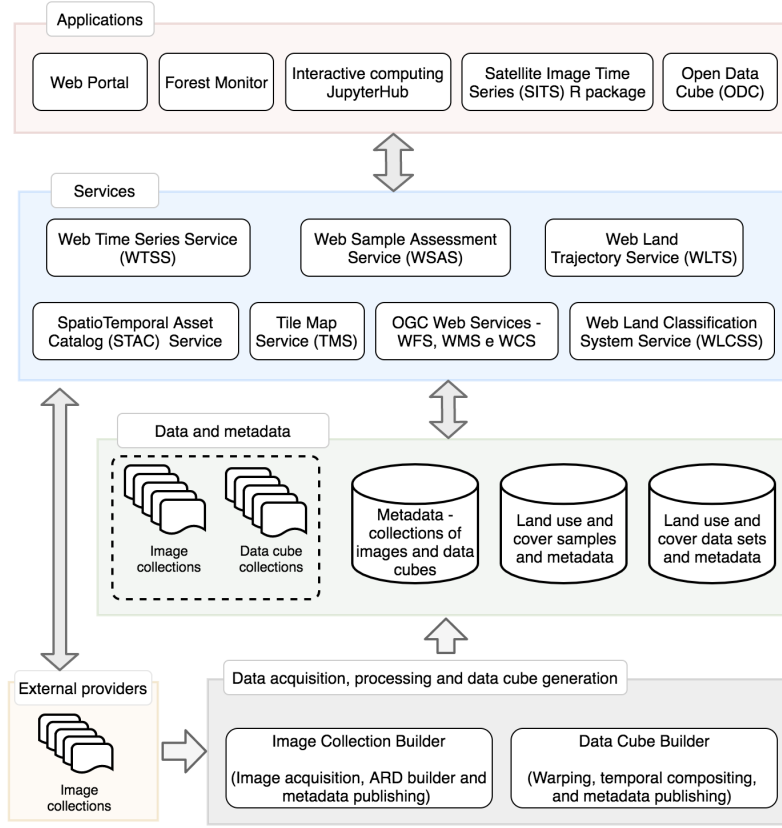 Applications
Web Portal
Forest Monitor
Interactive computing
JupyterHub
Satellite Image Time
Series (SITS) R package
Open Data
Cube (ODC)
Services
Web Time Series Service
(WTSS)
Web Sample Assessment
Service (WSAS)
Web Land
Trajectory Service (WLTS)
SpatioTemporal Asset
Catalog (STAC) Service
Tile Map
Service (TMS)
OGC Web Services -
WFS, WMS e WCS
Web Land Classification
System Service (WLCSS)
Data and metadata
Image
collections
Data cube
collections
Metadata -
collections of
images and data
cubes
Land use and
cover samples
and metadata
Land use and
cover data sets
and metadata
External providers
Image
collections
Data acquisition, processing and data cube generation
Image Collection Builder
(Image acquisition, ARD builder and
metadata publishing)
Data Cube Builder
(Warping, temporal compositing,
and metadata publishing)